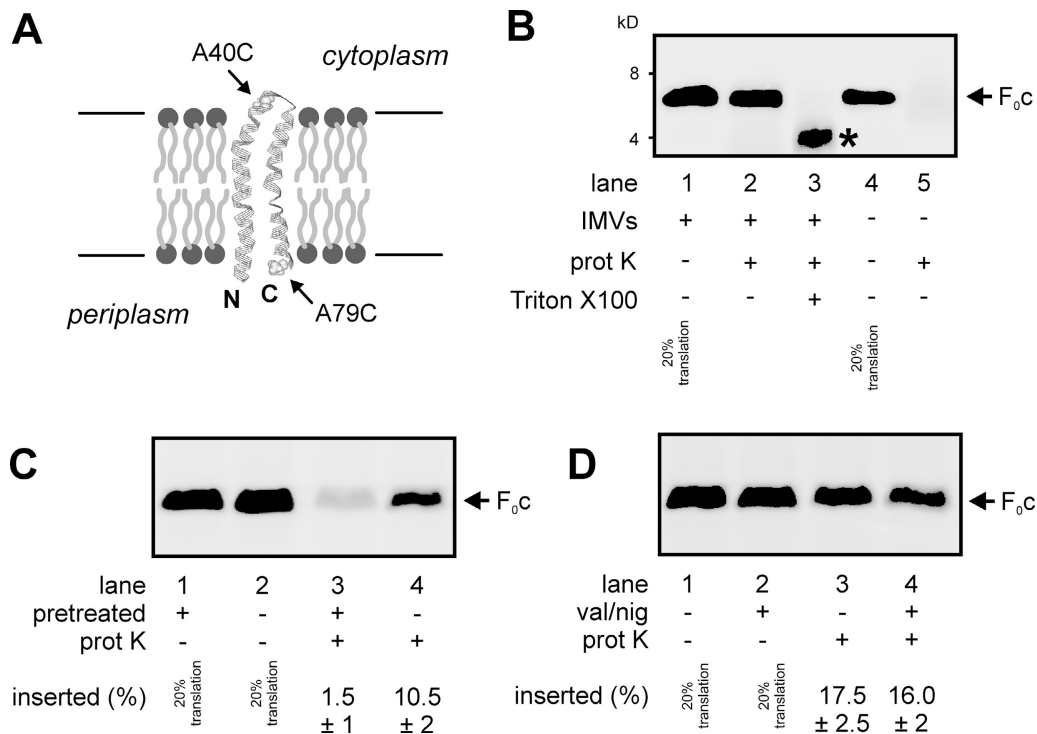 A
A40C
cytoplasm
N
C
A79C
periplasm
B
kD
8
4
*
F₀c
lane 1 2 3 4 5
IMVs + + + - -
prot K - + + - +
Triton X100 - - + - -
20% translation
20% translation
C
F₀c
lane 1 2 3 4
pretreated + - + -
prot K - - + +
inserted (%) 20% translation 20% translation 1.5 ± 1 10.5 ± 2
D
F₀c
lane 1 2 3 4
val/nig - + - +
prot K - - + +
inserted (%) 20% translation 20% translation 17.5 ± 2.5 16.0 ± 2